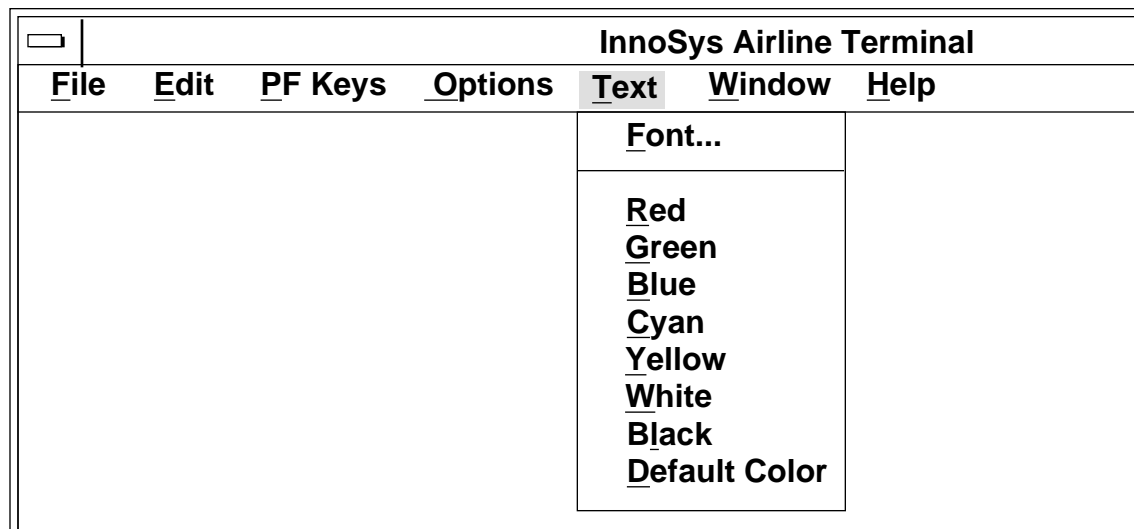 InnoSys Airline Terminal
File Edit PF Keys Options Text Window Help
Font...
Red
Green
Blue
Cyan
Yellow
White
Black
Default Color